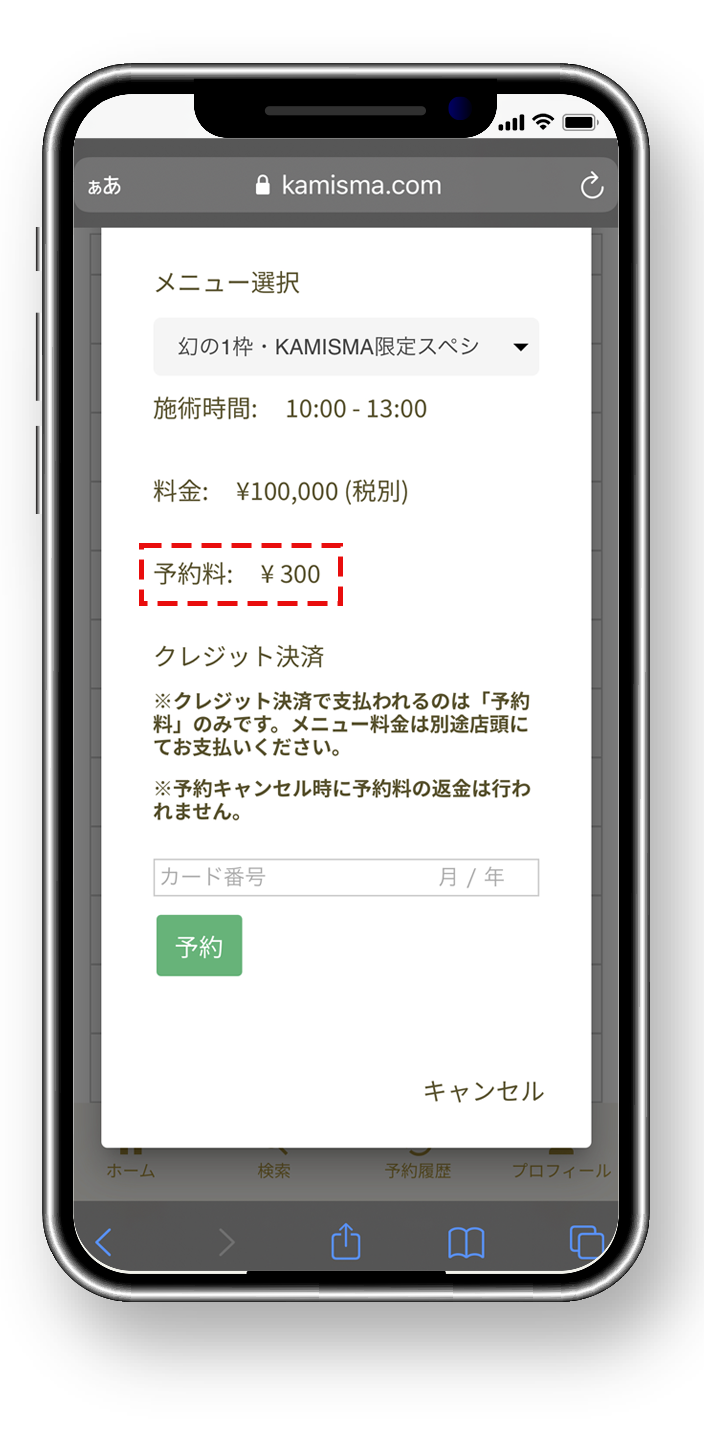 ぁあ kamisma.com
メニュー選択
幻の1枠・KAMISMA限定スペシ
施術時間: 10:00 - 13:00
料金: ¥100,000 (税別)
予約料: ¥ 300
クレジット決済
※クレジット決済で支払われるのは「予約
料」のみです。メニュー料金は別途店頭に
てお支払いください。
※予約キャンセル時に予約料の返金は行わ
れません。
カード番号 月 / 年
予約
キャンセル
ホーム 検索 予約履歴 プロフィール